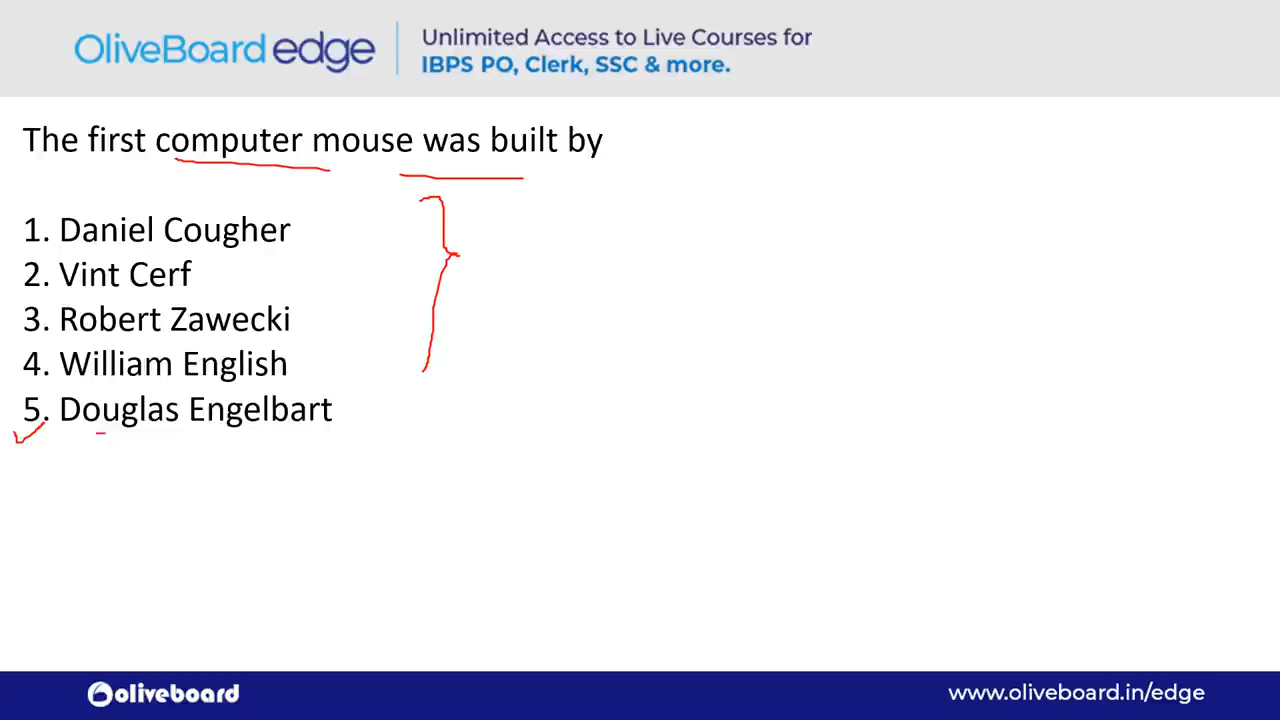 OliveBoard edge
Unlimited Access to Live Courses for
IBPS PO, Clerk, SSC & more.
The first computer mouse was built by
1. Daniel Cougher
2. Vint Cerf
3. Robert Zawecki
4. William English
5. Douglas Engelbart
oliveboard
www.oliveboard.in/edge